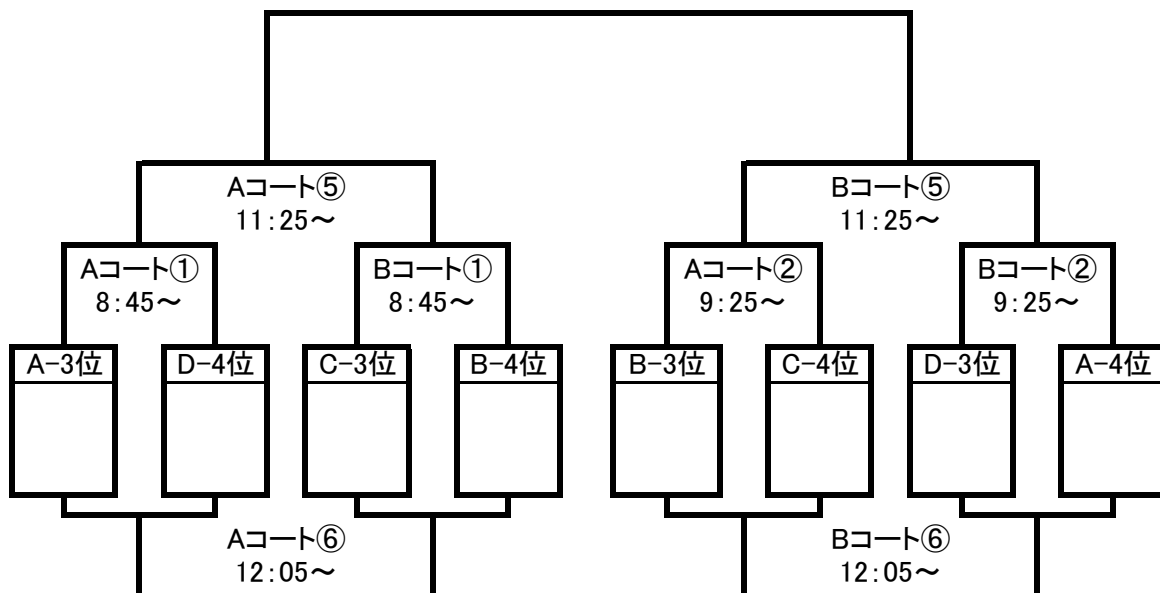 Aコート⑤
11:25～
Bコート⑤
11:25～
Aコート①
8:45～
Bコート①
8:45～
Aコート②
9:25～
Bコート②
9:25～
A-3位
D-4位
C-3位
B-4位
B-3位
C-4位
D-3位
A-4位
Aコート⑥
12:05～
Bコート⑥
12:05～